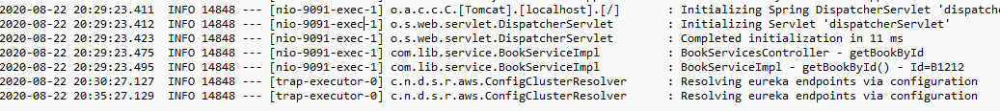 2020-08-22 20:29:23.411 INFO 14848 --- [nio-9091-exec-1] o.a.c.c.C.[Tomcat].[localhost].[/] : Initializing Spring DispatcherServlet 'dispatche
2020-08-22 20:29:23.412 INFO 14848 --- [nio-9091-exec-1] o.s.web.servlet.DispatcherServlet : Initializing Servlet 'dispatcherServlet'
2020-08-22 20:29:23.423 INFO 14848 --- [nio-9091-exec-1] o.s.web.servlet.DispatcherServlet : Completed initialization in 11 ms
2020-08-22 20:29:23.475 INFO 14848 --- [nio-9091-exec-1] com.lib.service.BookServiceImpl : BookServicesController - getBookById
2020-08-22 20:29:23.495 INFO 14848 --- [nio-9091-exec-1] com.lib.service.BookServiceImpl : BookServiceImpl - getBookById() - Id=B1212
2020-08-22 20:30:27.128 INFO 14848 --- [trap-executor-0] c.n.d.s.r.aws.ConfigClusterResolver : Resolving eureka endpoints via configuration
2020-08-22 20:35:27.129 INFO 14848 --- [trap-executor-0] c.n.d.s.r.aws.ConfigClusterResolver : Resolving eureka endpoints via configuration